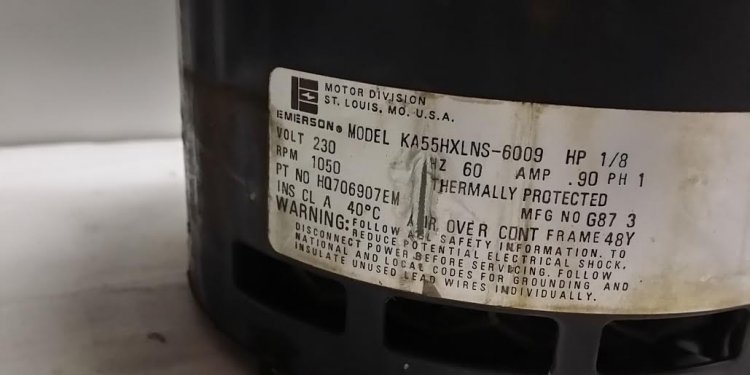 MOTOR DIVISION
ST. LOUIS, MO. U.S.A.
EMERSON® MODEL KA55HXLNS-6009 HP 1/8
VOLT 230 HZ 60 AMP .90 PH 1
RPM 1050 THERMALLY PROTECTED
PT NO HQ706907EM MFG NO G87 3
INS CL A 40°C AIR OVER CONT FRAME 48Y
WARNING: FOLLOW ALL SAFETY INFORMATION. TO
REDUCE POTENTIAL ELECTRICAL SHOCK,
DISCONNECT POWER BEFORE SERVICING. FOLLOW
NATIONAL AND LOCAL CODES FOR GROUNDING AND
INSULATE UNUSED LEAD WIRES INDIVIDUALLY.